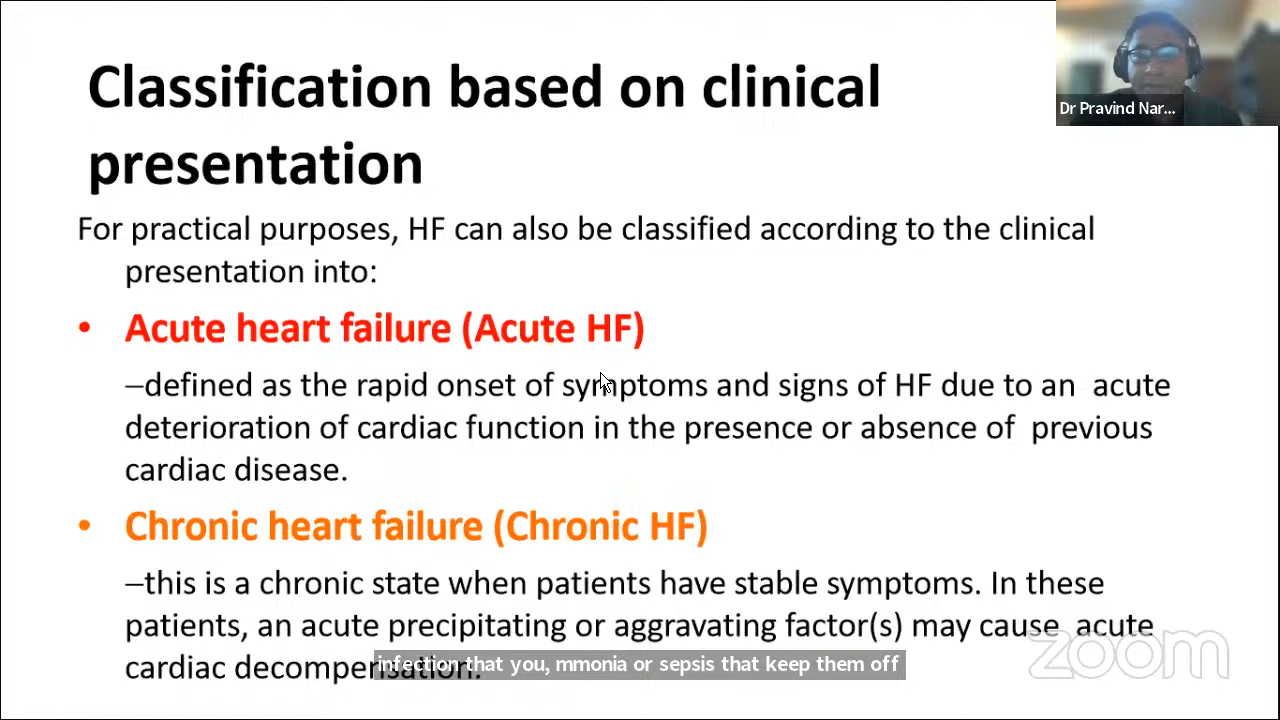 Classification based on clinical
presentation
Dr Pravind Nar...
For practical purposes, HF can also be classified according to the clinical
presentation into:
• Acute heart failure (Acute HF)
–defined as the rapid onset of symptoms and signs of HF due to an acute
deterioration of cardiac function in the presence or absence of previous
cardiac disease.
• Chronic heart failure (Chronic HF)
–this is a chronic state when patients have stable symptoms. In these
patients, an acute precipitating or aggravating factor(s) may cause acute
cardiac decompensation.
infection that you, mmonia or sepsis that keep them off
zoom